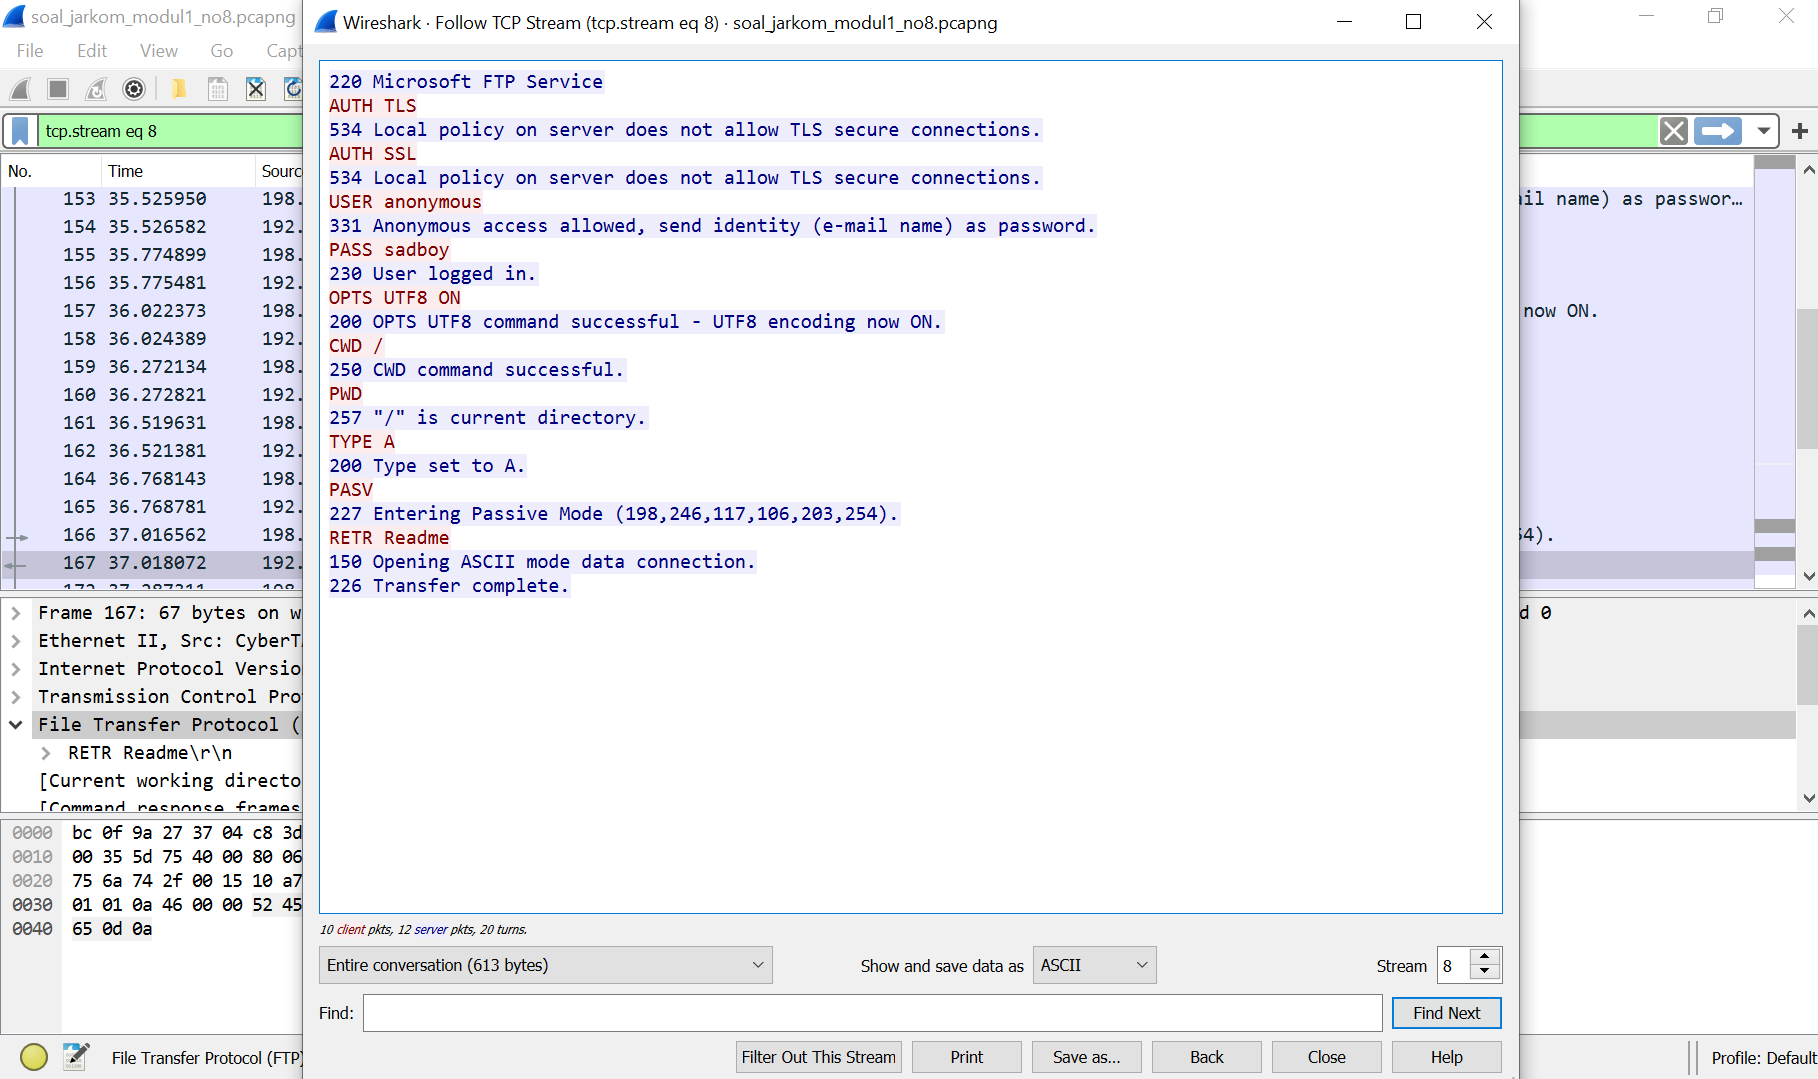 soal_jarkom_modul1_no8.pcapng
Wireshark · Follow TCP Stream (tcp.stream eq 8) · soal_jarkom_modul1_no8.pcapng
File Edit View Go Capt
tcp.stream eq 8
No. Time Sourc
153 35.525950 198.
154 35.526582 192.
155 35.774899 198.
156 35.775481 192.
157 36.022373 198.
158 36.024389 192.
159 36.272134 198.
160 36.272821 192.
161 36.519631 198.
162 36.521381 192.
164 36.768143 198.
165 36.768781 192.
166 37.016562 198.
167 37.018072 192.
ail name) as passwor…
now ON.
54).
220 Microsoft FTP Service
AUTH TLS
534 Local policy on server does not allow TLS secure connections.
AUTH SSL
534 Local policy on server does not allow TLS secure connections.
USER anonymous
331 Anonymous access allowed, send identity (e-mail name) as password.
PASS sadboy
230 User logged in.
OPTS UTF8 ON
200 OPTS UTF8 command successful - UTF8 encoding now ON.
CWD /
250 CWD command successful.
PWD
257 "/" is current directory.
TYPE A
200 Type set to A.
PASV
227 Entering Passive Mode (198,246,117,106,203,254).
RETR Readme
150 Opening ASCII mode data connection.
226 Transfer complete.
Frame 167: 67 bytes on w
d 0
Ethernet II, Src: CyberTA
Internet Protocol Versio
Transmission Control Pro
File Transfer Protocol (
RETR Readme\r\n
[Current working directo
[Command response frames
0000 bc 0f 9a 27 37 04 c8 3d
0010 00 35 5d 75 40 00 80 06
0020 75 6a 74 2f 00 15 10 a7
0030 01 01 0a 46 00 00 52 45
0040 65 0d 0a
10 client pkts, 12 server pkts, 20 turns.
Entire conversation (613 bytes)
Show and save data as ASCII
Stream 8
Find:
Find Next
Filter Out This Stream Print Save as... Back Close Help
File Transfer Protocol (FTP)
Profile: Default